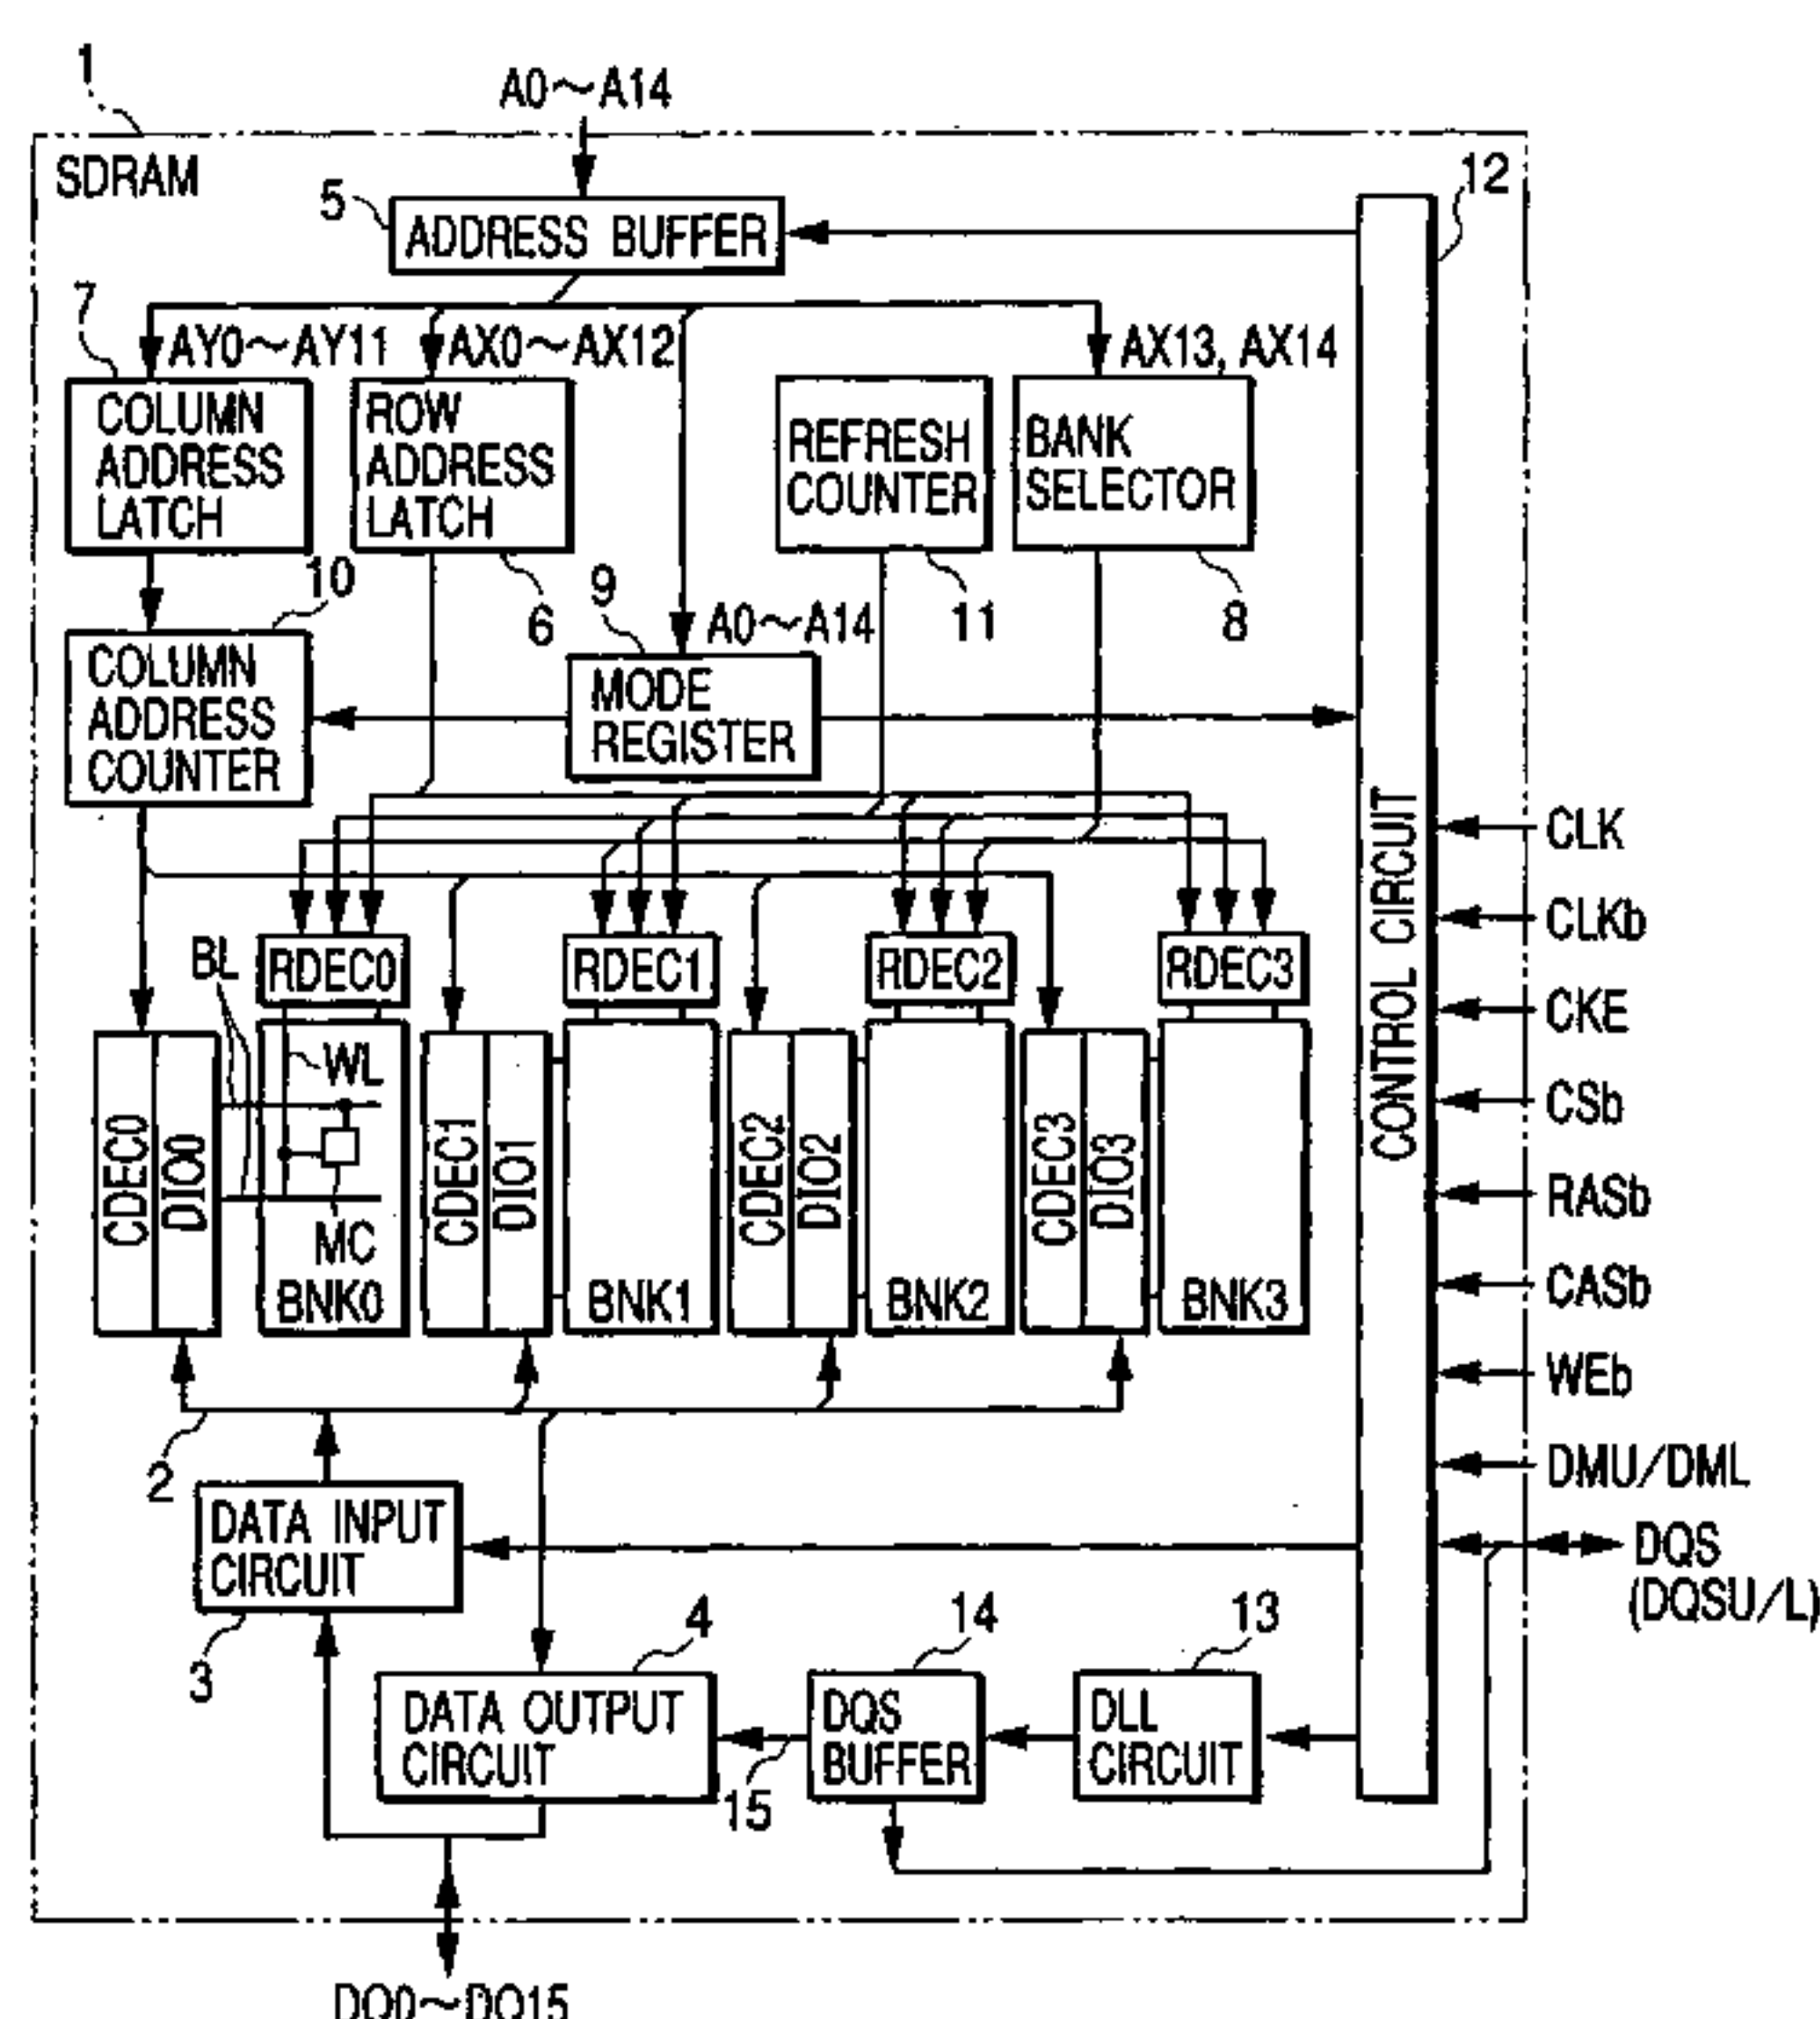 1
A0~A14
SDRAM
12
5
ADDRESS BUFFER
7
AY0~AY11
AX0~AX12
AX13, AX14
COLUMN
ADDRESS
LATCH
ROW
ADDRESS
LATCH
REFRESH
COUNTER
BANK
SELECTOR
10
6
9
A0~A14
11
8
COLUMN
ADDRESS
COUNTER
MODE
REGISTER
CONTROL CIRCUIT
CLK
CLKb
CKE
CSb
RASb
CASb
WEb
DMU/DML
DQS
(DQSU/L)
BL
RDEC0
RDEC1
RDEC2
RDEC3
WL
CDEC0
DIO0
MC
BNK0
CDEC1
DIO1
BNK1
CDEC2
DIO2
BNK2
CDEC3
DIO3
BNK3
2
DATA INPUT
CIRCUIT
3
4
14
13
DATA OUTPUT
CIRCUIT
15
DQS
BUFFER
DLL
CIRCUIT
DQ0~DQ15